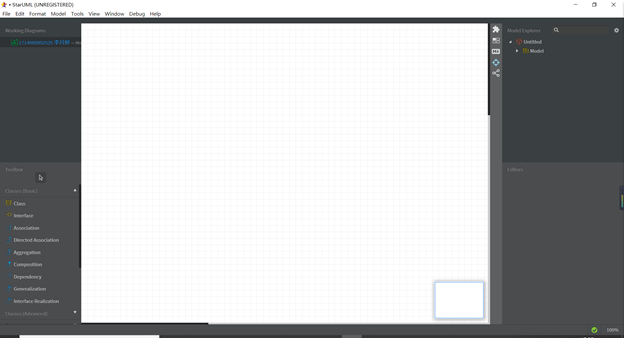 • StarUML (UNREGISTERED)
File Edit Format Model Tools View Window Debug Help
Working Diagrams
Model Explorer
Untitled
Model
Toolbox
Editors
Classes (Basic)
Class
Interface
Association
Directed Association
Aggregation
Composition
Dependency
Generalization
Interface Realization
Classes (Advanced)
100%